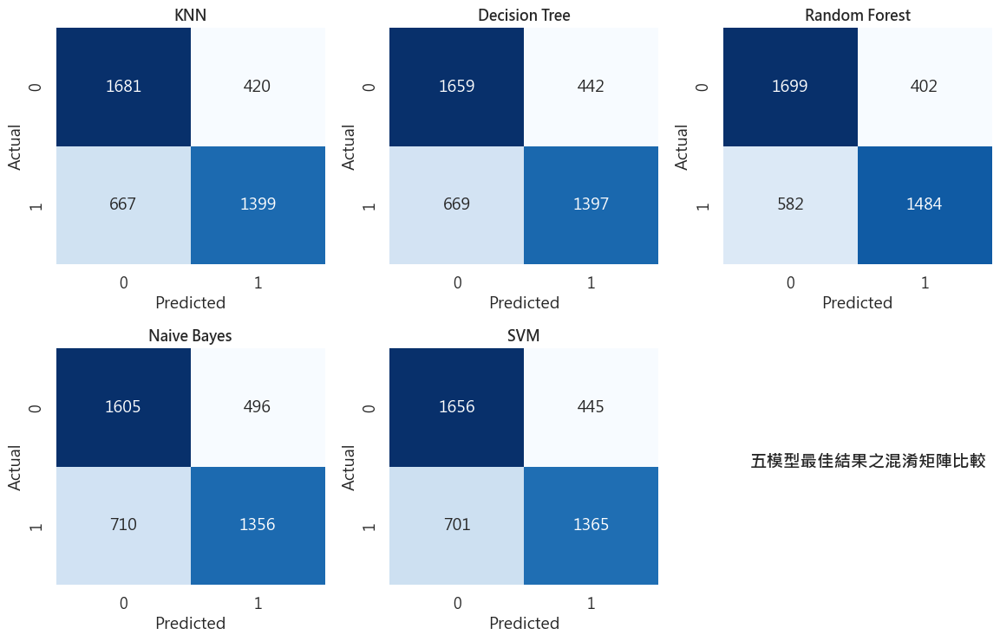 KNN
Actual
0
1681
420
1
667
1399
0
1
Predicted
Decision Tree
Actual
0
1659
442
1
669
1397
0
1
Predicted
Random Forest
Actual
0
1699
402
1
582
1484
0
1
Predicted
Naive Bayes
Actual
0
1605
496
1
710
1356
0
1
Predicted
SVM
Actual
0
1656
445
1
701
1365
0
1
Predicted
五模型最佳結果之混淆矩陣比較